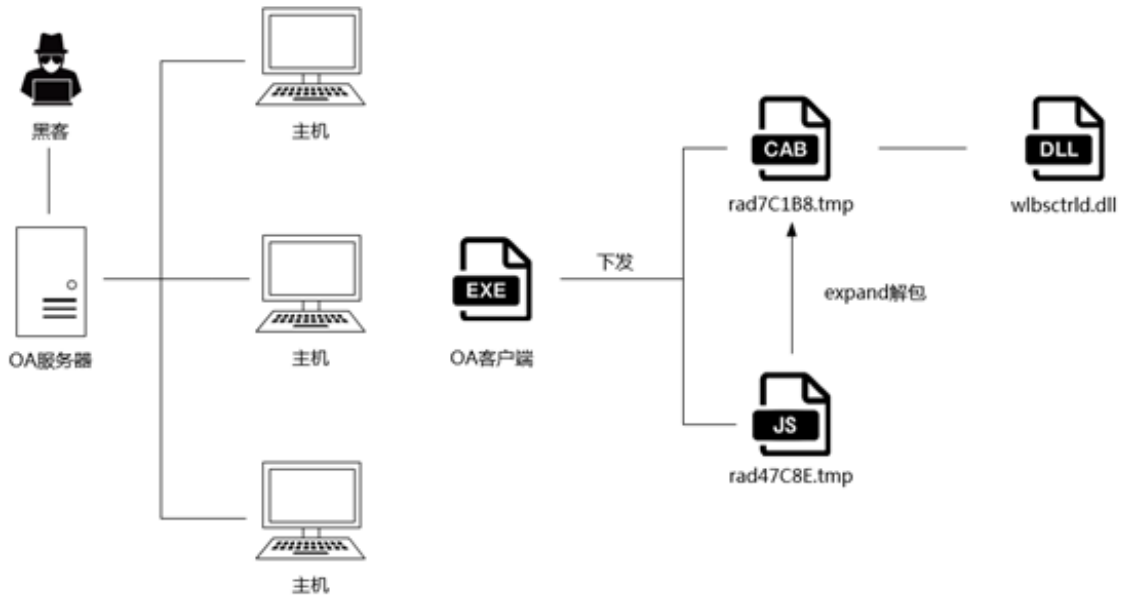 黑客
OA服务器
主机
主机
主机
EXE
OA客户端
下发
CAB
rad7C1B8.tmp
DLL
wlbsctrld.dll
expand解包
JS
rad47C8E.tmp